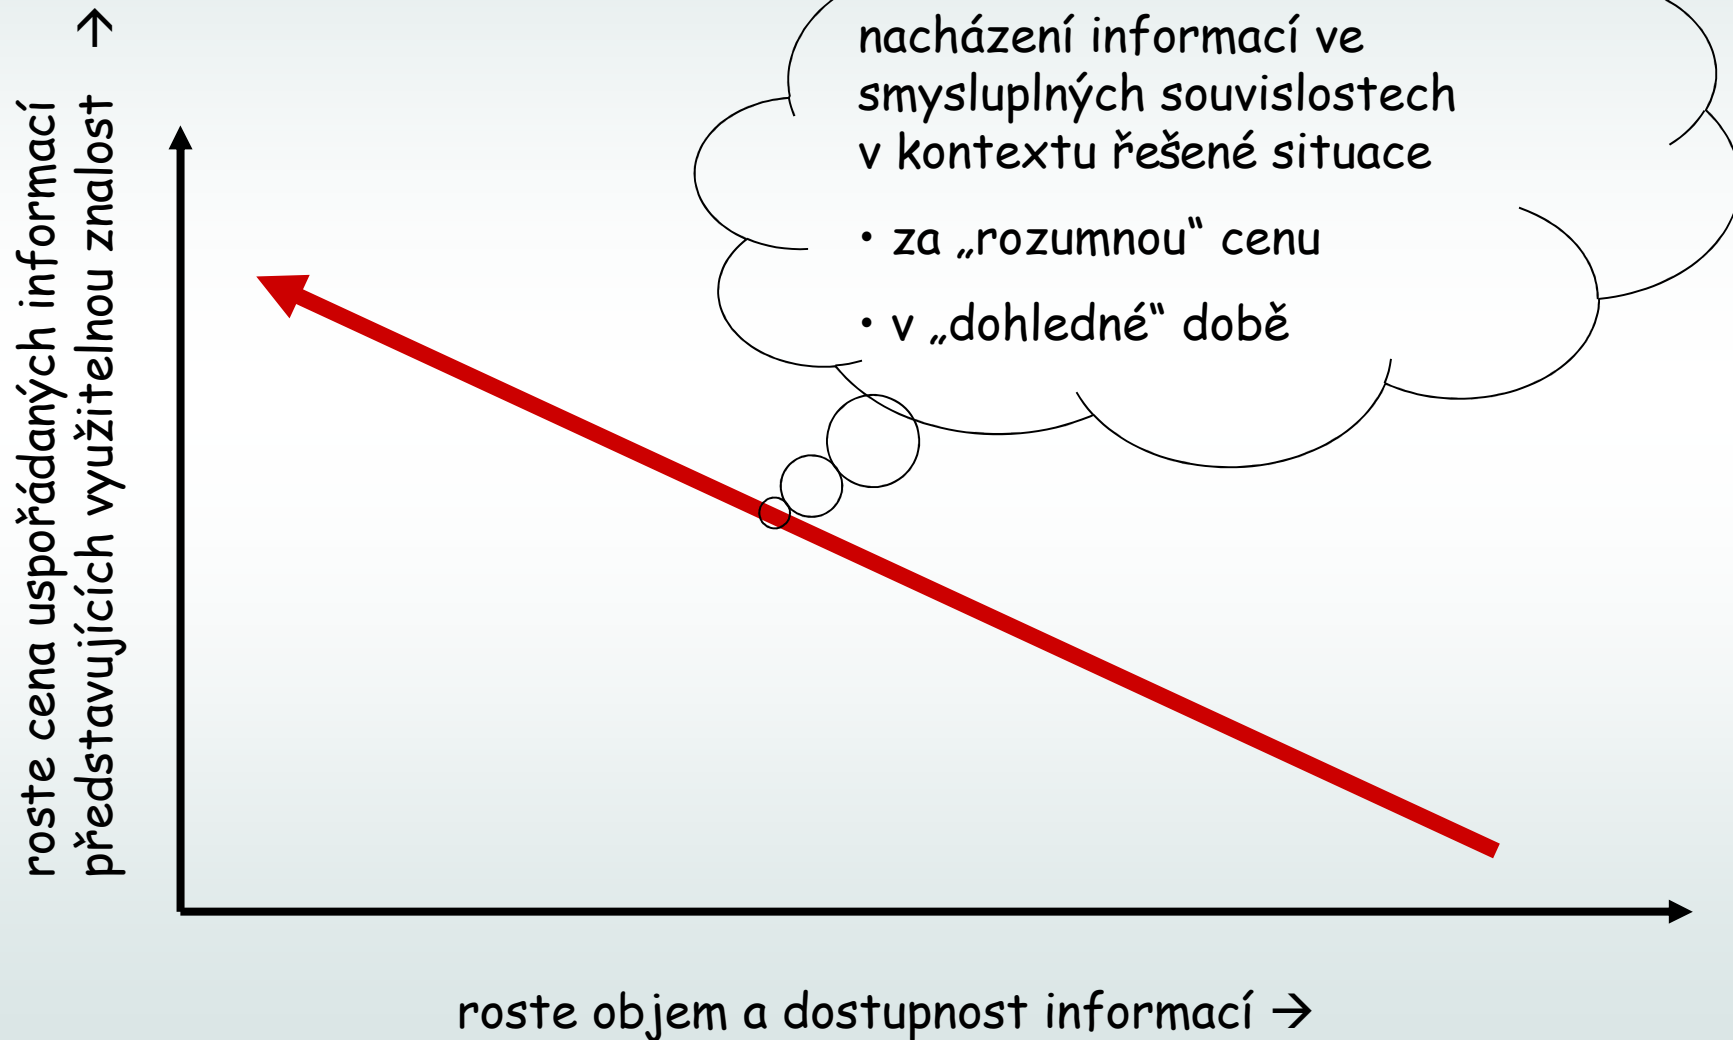 nacházení informací ve
smysluplných souvislostech
v kontextu řešené situace
• za „rozumnou“ cenu
• v „dohledné“ době
roste cena uspořádaných informací
představujících využitelnou znalost →
roste objem a dostupnost informací →